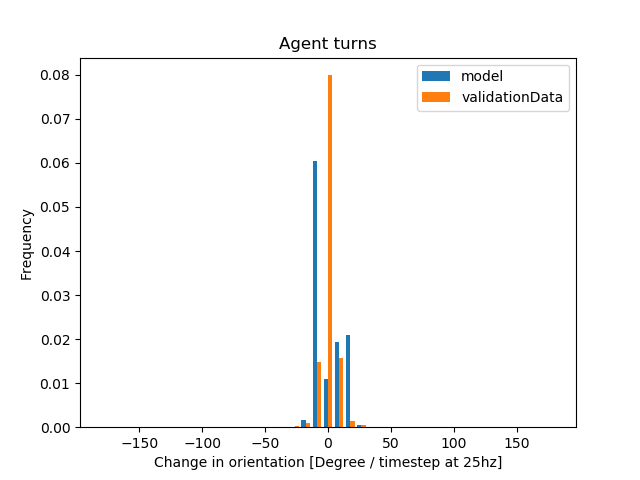 Agent turns
model
validationData
0.08
0.07
0.06
0.05
0.04
0.03
0.02
0.01
0.00
Frequency
−150 −100 −50 0 50 100 150
Change in orientation [Degree / timestep at 25hz]